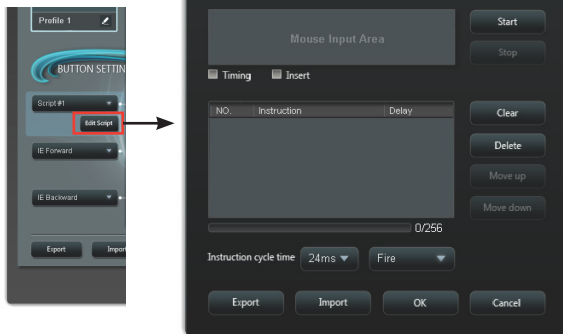 Profile 1
BUTTON SETTIN
Script #1
Edit Script
IE Forward
IE Backward
Export Impor
Mouse Input Area
Start
Stop
Timing Insert
NO. Instruction Delay
Clear
Delete
Move up
Move down
0/256
Instruction cycle time 24ms Fire
Export Import OK Cancel